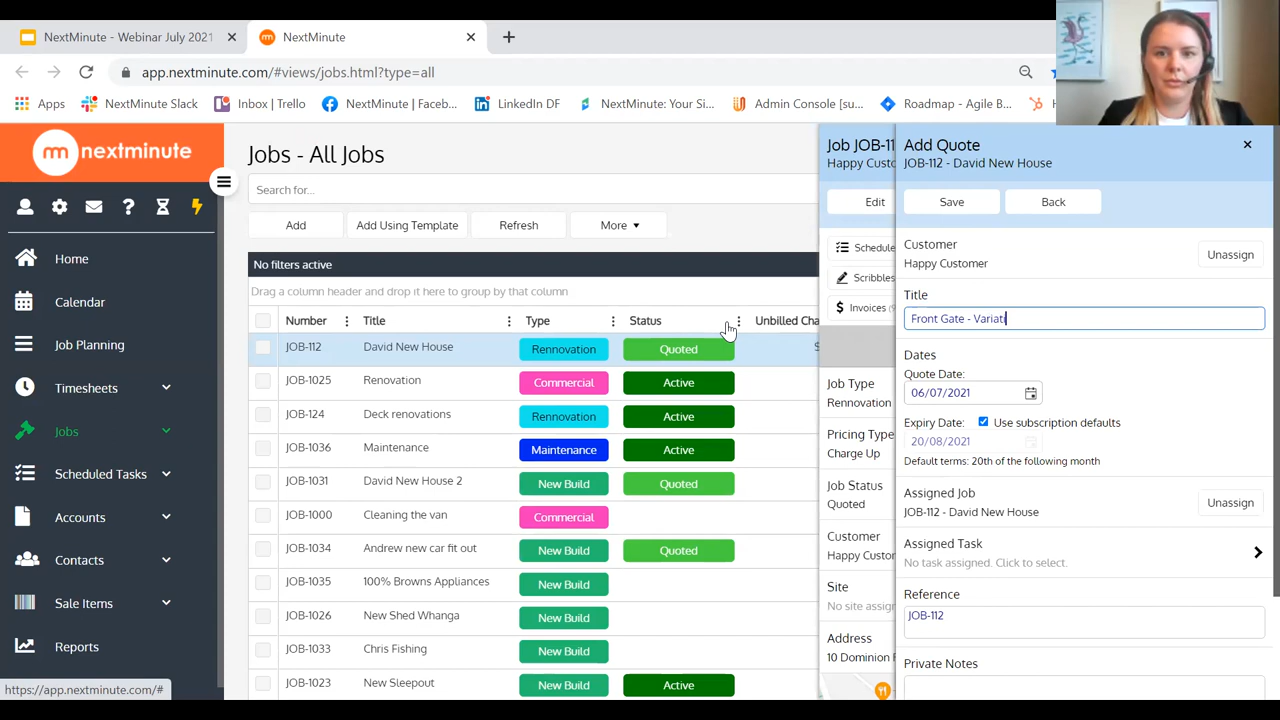 NextMinute - Webinar July 2021
NextMinute
app.nextminute.com/#views/jobs.html?type=all
Apps
NextMinute Slack
Inbox | Trello
NextMinute | Faceb...
LinkedIn DF
NextMinute: Your Si...
Admin Console [su...
Roadmap - Agile B...
nextminute
Home
Calendar
Job Planning
Timesheets
Jobs
Scheduled Tasks
Accounts
Contacts
Sale Items
Reports
https://app.nextminute.com/#
Jobs - All Jobs
Search for...
Add
Add Using Template
Refresh
More
No filters active
Drag a column header and drop it here to group by that column
Number Title Type Status Unbilled Cha
JOB-112 David New House Rennovation Quoted
JOB-1025 Renovation Commercial Active
JOB-124 Deck renovations Rennovation Active
JOB-1036 Maintenance Maintenance Active
JOB-1031 David New House 2 New Build Quoted
JOB-1000 Cleaning the van Commercial
JOB-1034 Andrew new car fit out New Build Quoted
JOB-1035 100% Browns Appliances New Build
JOB-1026 New Shed Whanga New Build
JOB-1033 Chris Fishing New Build
JOB-1023 New Sleepout New Build Active
Job JOB-11
Happy Custo
Edit
Schedule
Scribbles
Invoices (
Job Type
Rennovation
Pricing Type
Charge Up
Job Status
Quoted
Customer
Happy Custor
Site
No site assig
Address
10 Dominion
Add Quote
JOB-112 - David New House
Save
Back
Customer
Happy Customer
Unassign
Title
Front Gate - Variati
Dates
Quote Date:
06/07/2021
Expiry Date: Use subscription defaults
20/08/2021
Default terms: 20th of the following month
Assigned Job
JOB-112 - David New House
Unassign
Assigned Task
No task assigned. Click to select.
Reference
JOB-112
Private Notes